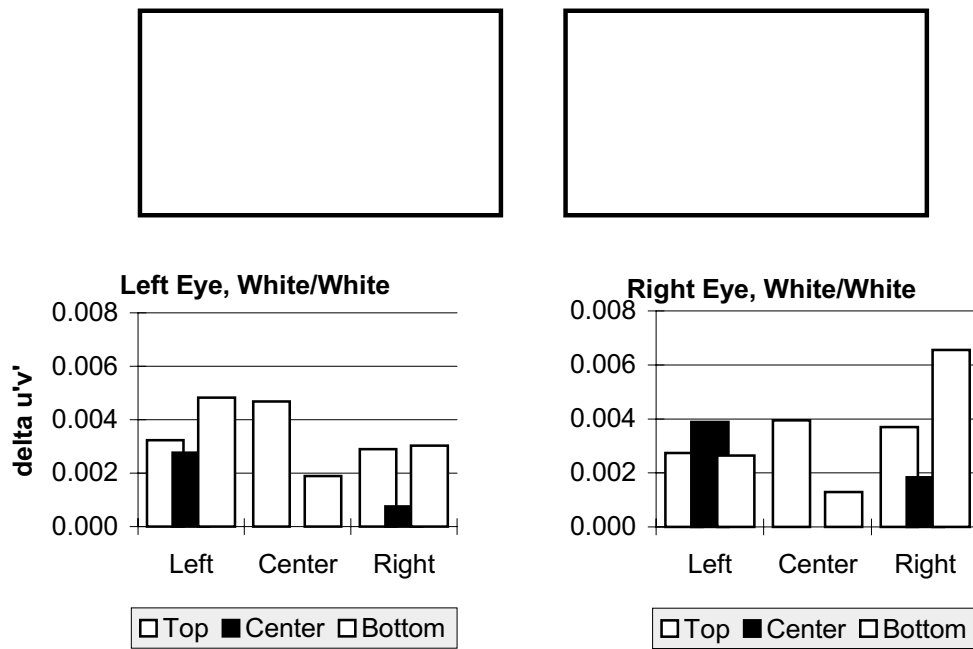 Left Eye, White/White
0.008
0.006
0.004
0.002
0.000
delta u'v'
Left Center Right
Top Center Bottom
Right Eye, White/White
0.008
0.006
0.004
0.002
0.000
Left Center Right
Top Center Bottom